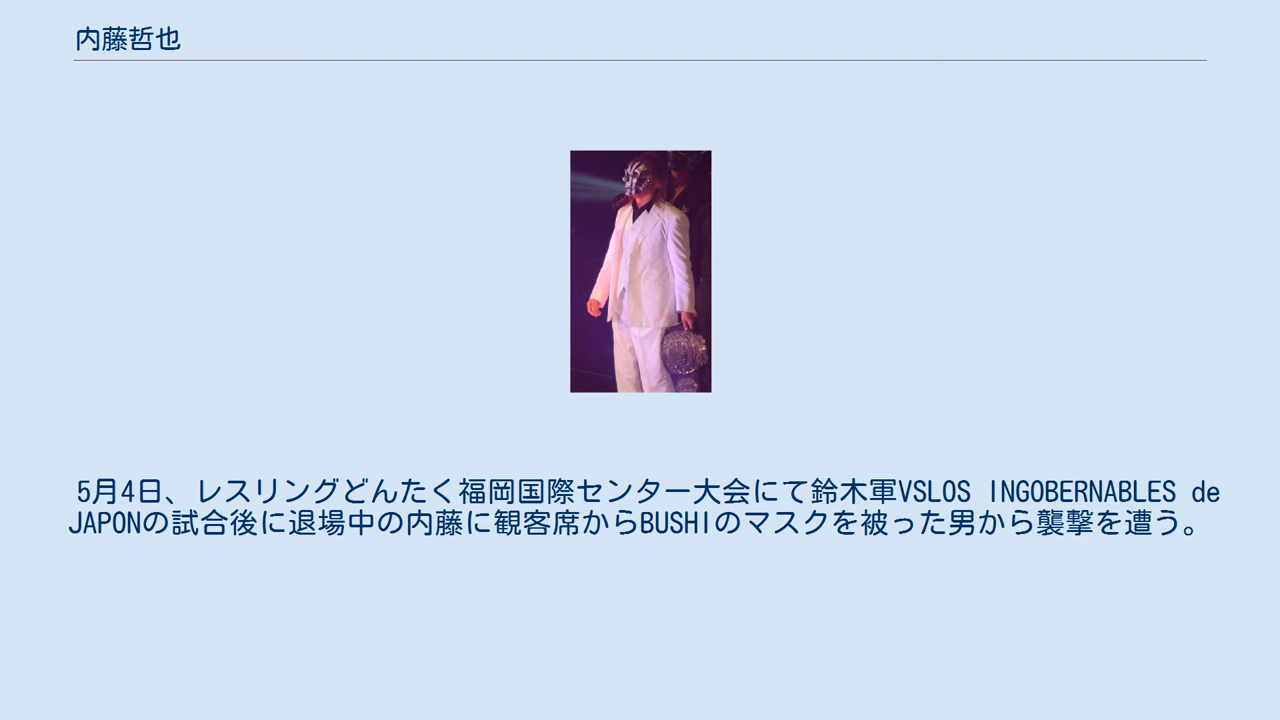 内藤哲也
5月4日、レスリングどんたく福岡国際センター大会にて鈴木軍VSLOS INGOBERNABLES de
JAPONの試合後に退場中の内藤に観客席からBUSHIのマスクを被った男から襲撃を遭う。